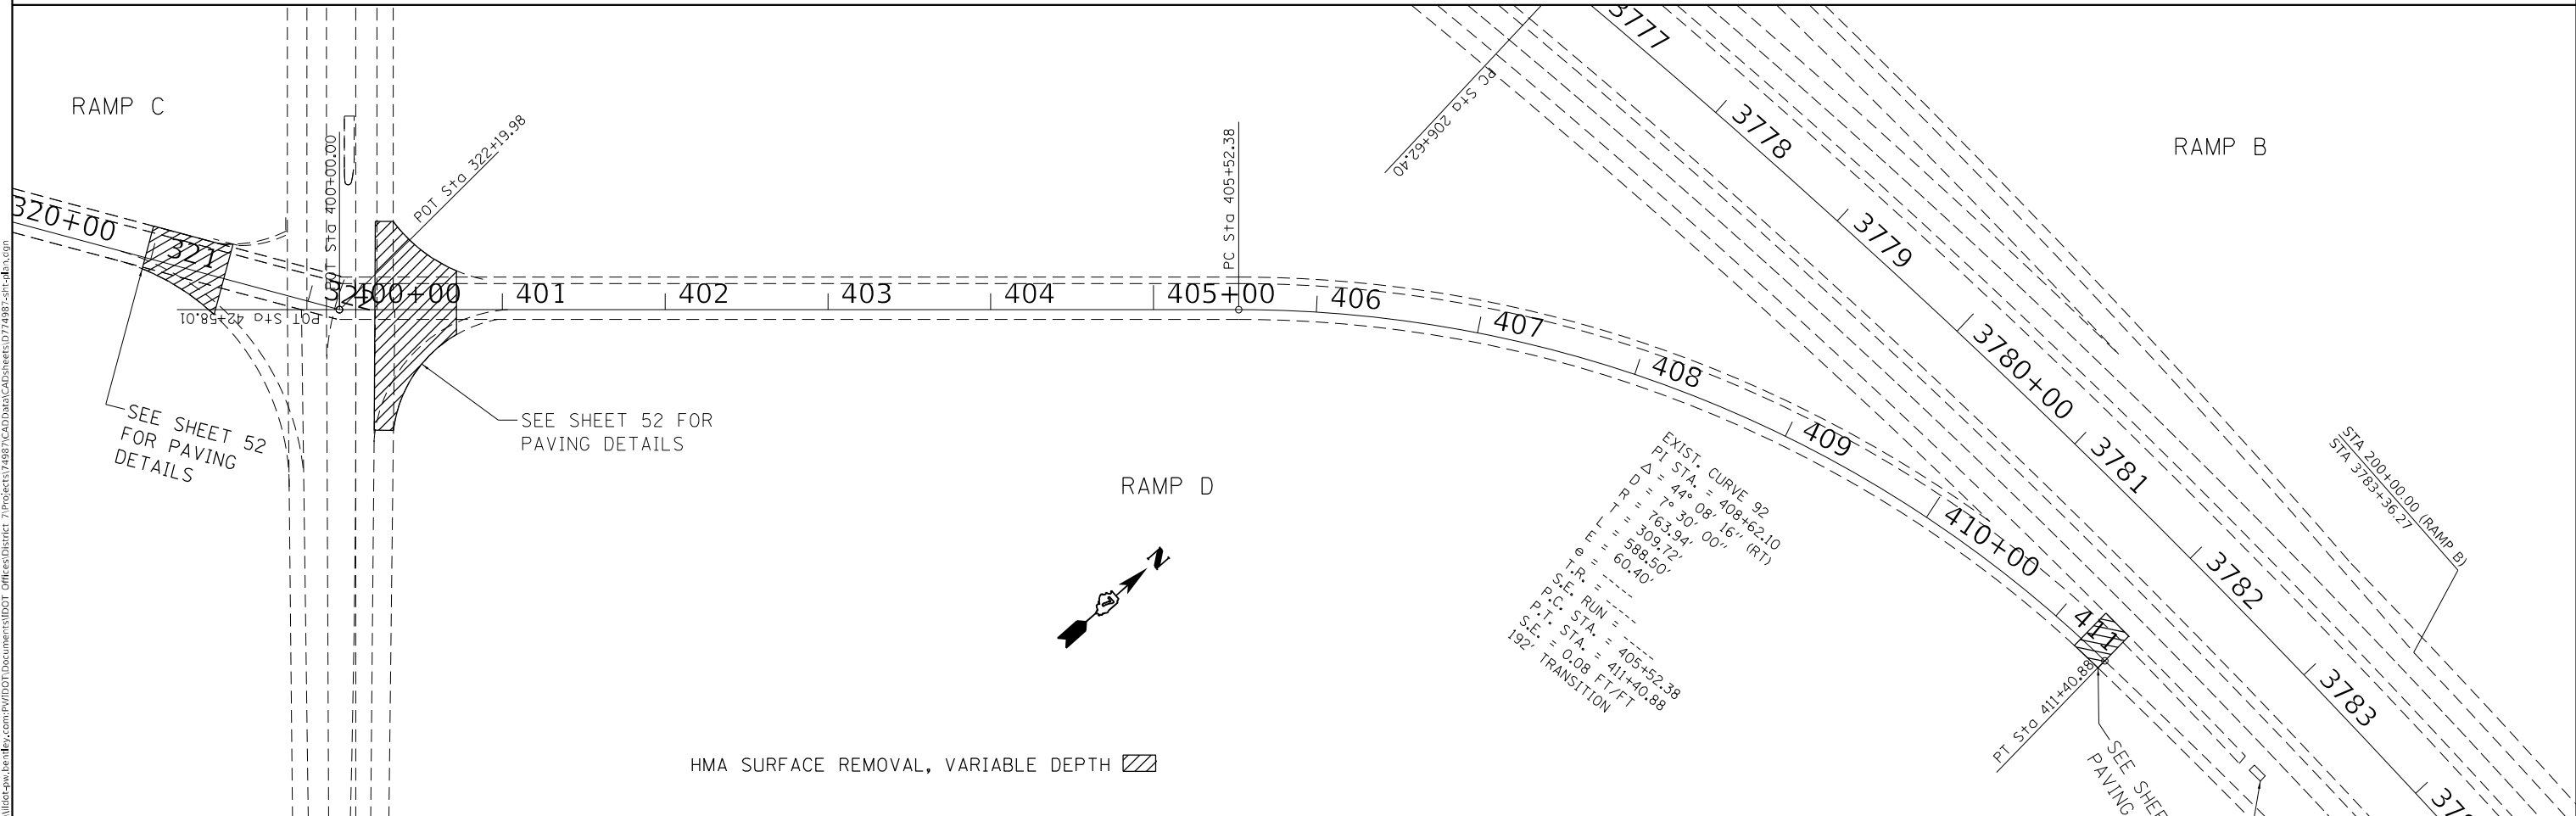 RAMP C
320+00
321
322
POT Sta 400+00.00
POT Sta 322+19.98
POT Sta 42+58.01
400+00
401
402
403
404
405+00
406
407
408
409
410+00
411
PC Sta 405+52.38
PC Sta 206+62.40
3777
3778
3779
3780+00
3781
3782
3783
RAMP B
STA 200+00.00 (RAMP B)
STA 3783+36.27
SEE SHEET 52
FOR PAVING
DETAILS
SEE SHEET 52 FOR
PAVING DETAILS
RAMP D
N
7
EXIST. CURVE 92
PI STA. = 408+62.10
△ = 44° 08' 16" (RT)
D = 7° 30' 00"
R = 763.94'
T = 309.72'
L = 588.50'
E = 60.40'
e = -----
T.R. = -----
S.E. RUN = -----
P.C. STA. = 405+52.38
P.T. STA. = 411+40.88
S.E. = 0.08 FT/FT
192' TRANSITION
PT Sta 411+40.88
PAVING
HMA SURFACE REMOVAL, VARIABLE DEPTH